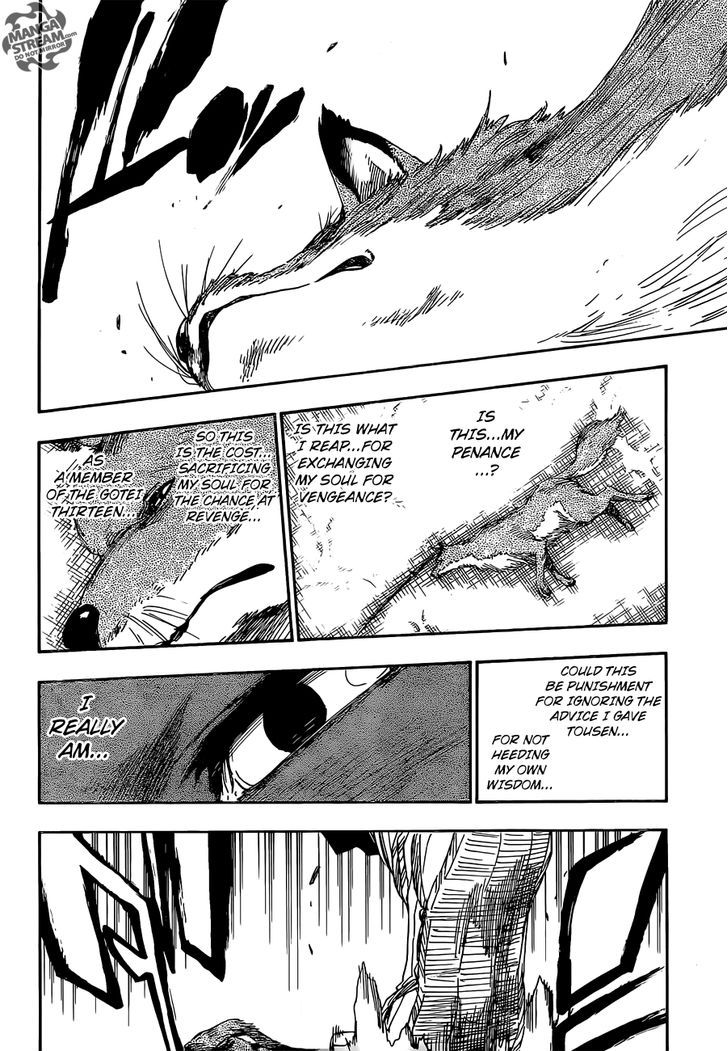 MANGA
STREAM.com
DO NOT MIRROR
IS
THIS...MY
PENANCE
...?
IS THIS WHAT
I REAP...FOR
EXCHANGING
MY SOUL FOR
VENGEANCE?
SO THIS
IS THE COST...
SACRIFICING
MY SOUL FOR
THE CHANCE AT
REVENGE...
AS
A MEMBER
OF THE GOTEI
THIRTEEN...
COULD THIS
BE PUNISHMENT
FOR IGNORING THE
ADVICE I GAVE
TOUSEN...
FOR NOT
HEEDING
MY OWN
WISDOM...
I
REALLY
AM...